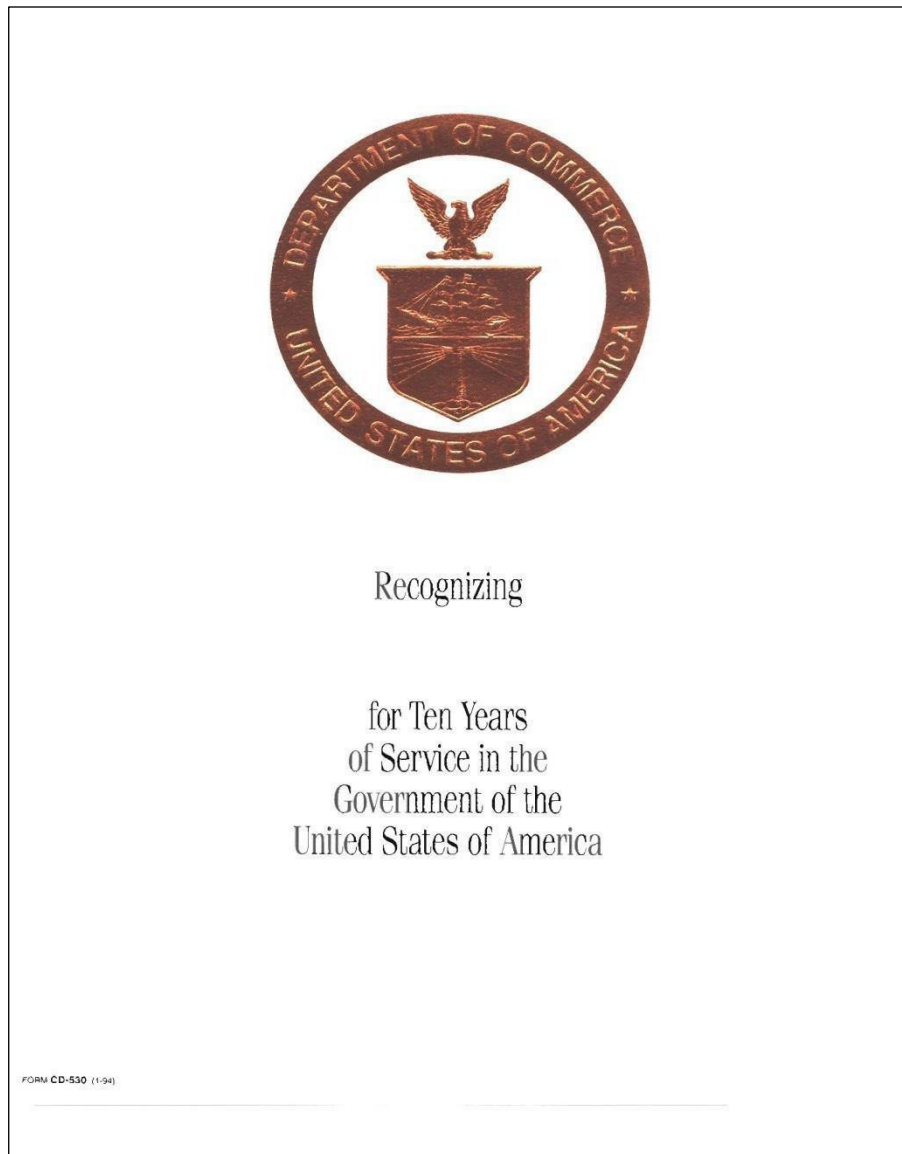 DEPARTMENT OF COMMERCE
UNITED STATES OF AMERICA
Recognizing
for Ten Years
of Service in the
Government of the
United States of America
FORM CD-530 (1-94)